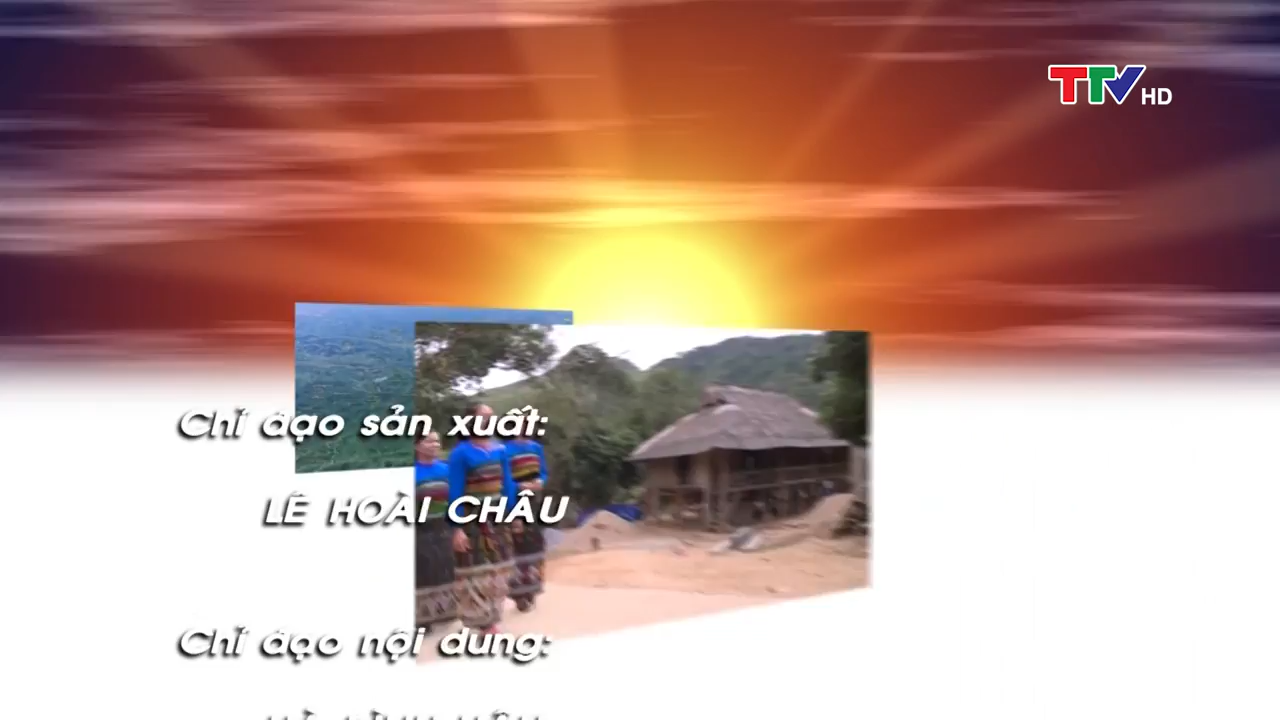 TTV HD
Chỉ đạo sản xuất:
LÊ HOÀI CHÂU
Chỉ đạo nội dung: